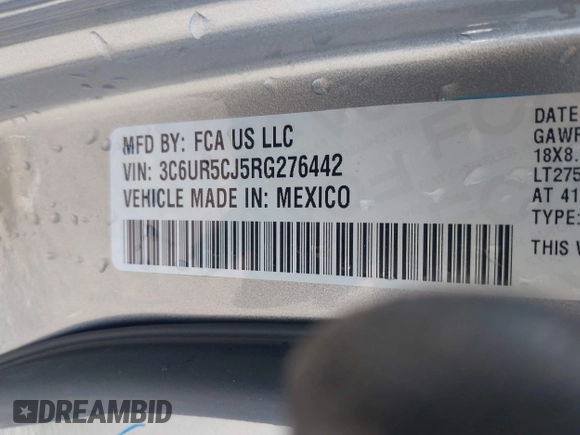 MFD BY: FCA US LLC
VIN: 3C6UR5CJ5RG276442
VEHICLE MADE IN: MEXICO
DATE
GAWR
18X8.
LT275
AT 41
TYPE:
THIS V
DREAMBID